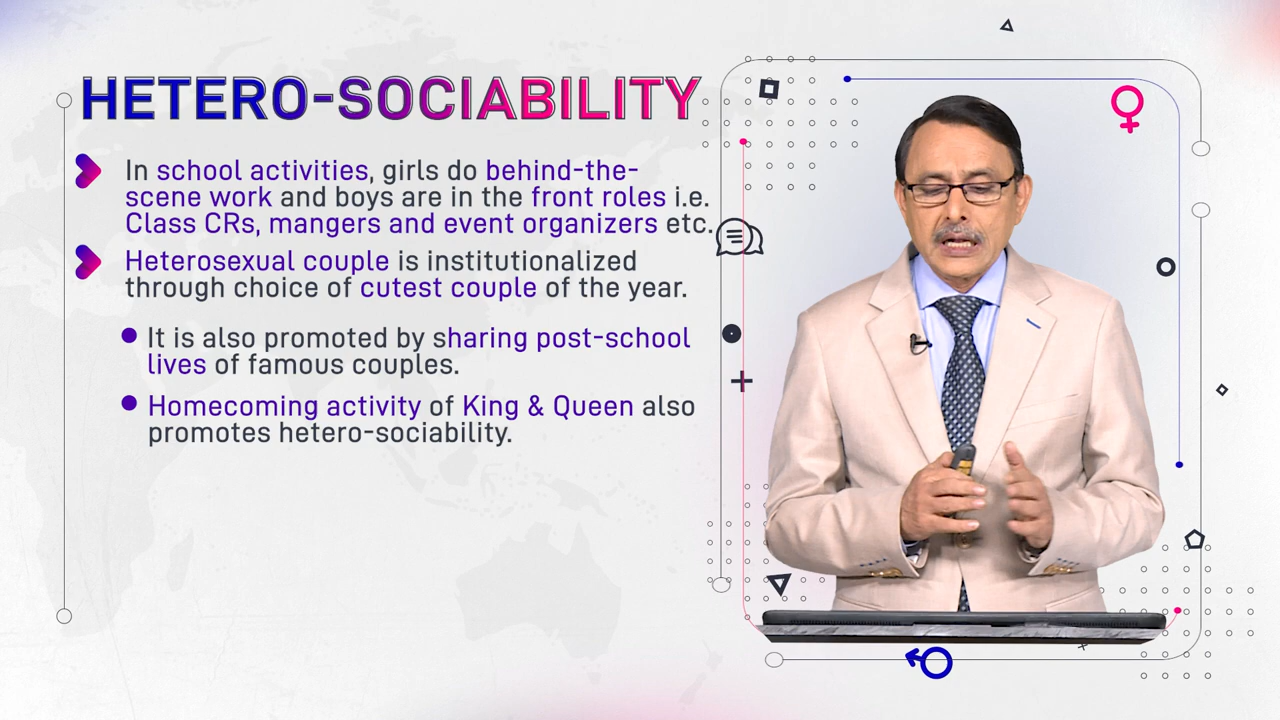 HETERO-SOCIABILITY
In school activities, girls do behind-the-
scene work and boys are in the front roles i.e.
Class CRs, mangers and event organizers etc.
Heterosexual couple is institutionalized
through choice of cutest couple of the year.
It is also promoted by sharing post-school
lives of famous couples.
Homecoming activity of King & Queen also
promotes hetero-sociability.